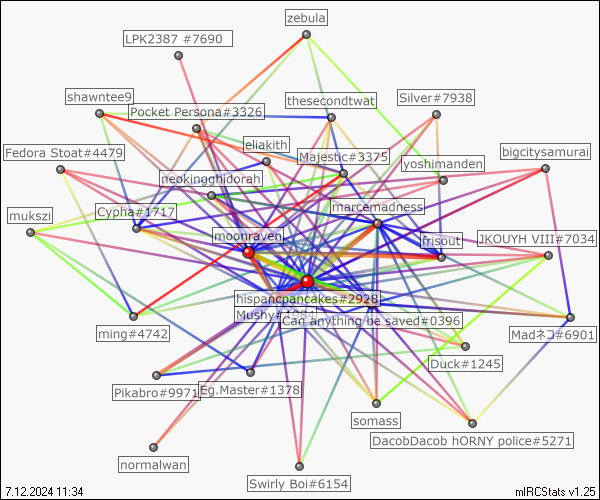 zebula
LPK2387 #7690
shawntee9
thesecondtwat
Silver#7938
Pocket Persona#3326
eliakith
Fedora Stoat#4479
Majestic#3375
yoshimanden
bigcitysamurai
neokingghidorah
mukszi
Cypha#1717
marcemadness
moonraven
frisout
JKOUYH VIII#7034
hispancpancakes#2928
Mushy#1984
Can anything be saved#0396
ming#4742
Madネコ#6901
Duck#1245
Pikabro#9971
Eg.Master#1378
somass
DacobDacob hORNY police#5271
normalwan
Swirly Boi#6154
7.12.2024 11:34
mIRCStats v1.25